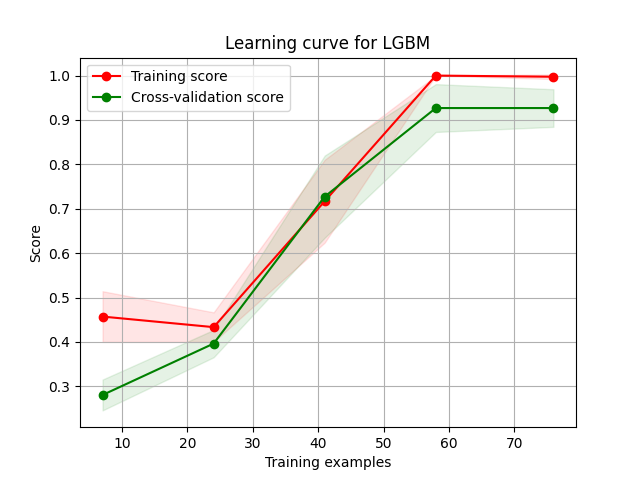 Learning curve for LGBM
Training score
Cross-validation score
1.0
0.9
0.8
0.7
0.6
0.5
0.4
0.3
Score
10 20 30 40 50 60 70
Training examples